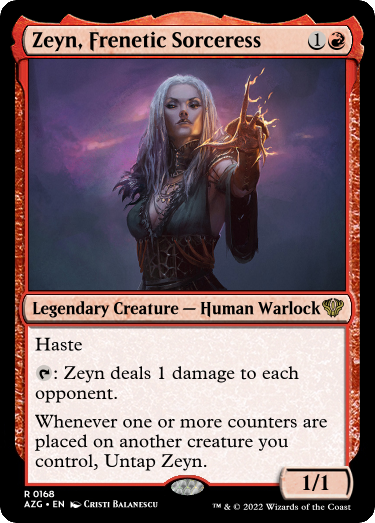 Zeyn, Frenetic Sorceress 1
Legendary Creature — Human Warlock
Haste
: Zeyn deals 1 damage to each
opponent.
Whenever one or more counters are
placed on another creature you
control, Untap Zeyn.
1/1
R 0168
AZG • EN Cristi Balanescu
™ & © 2022 Wizards of the Coast